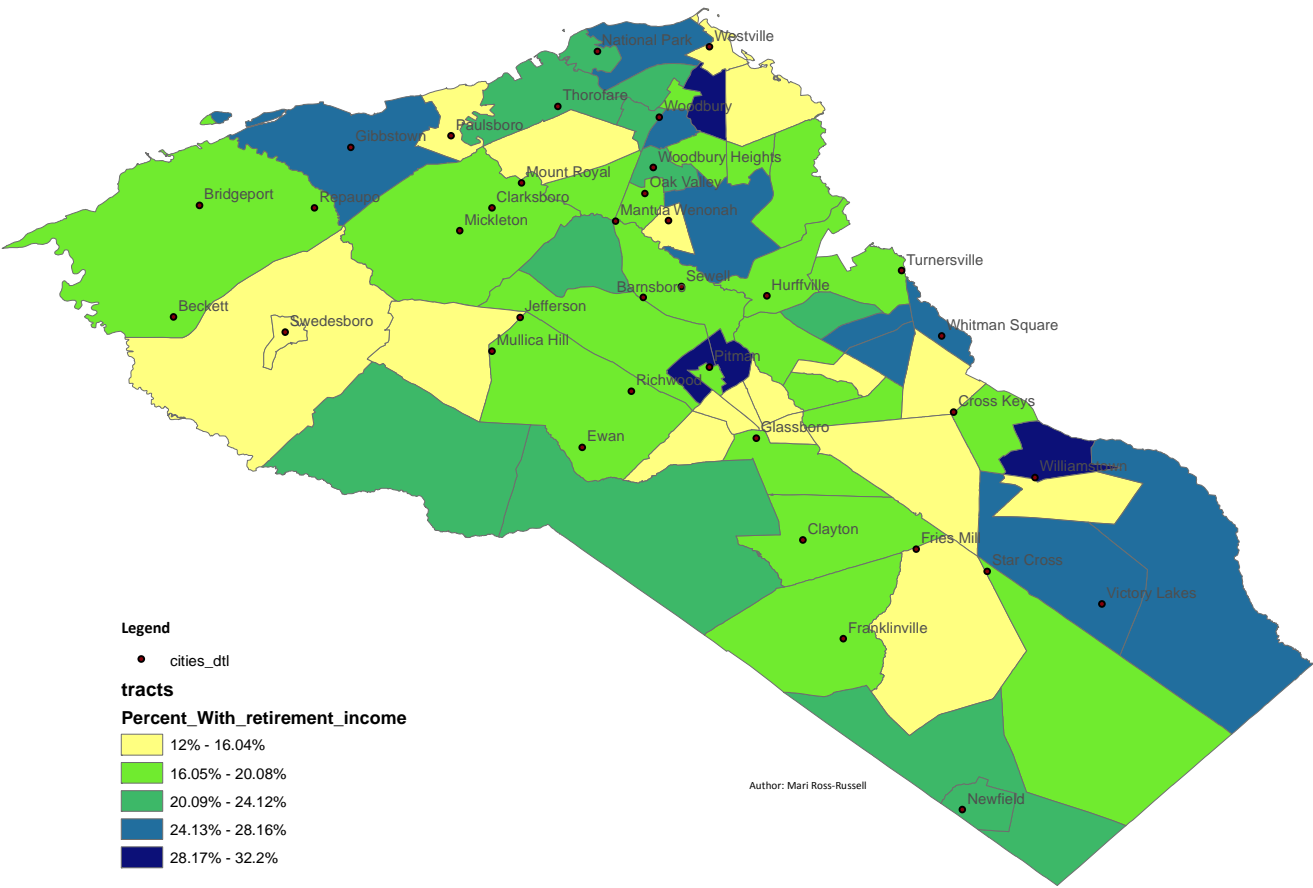 National Park
Westville
Thorofare
Woodbury
Paulsboro
Gibbstown
Woodbury Heights
Mount Royal
Oak Valley
Bridgeport
Repaupo
Clarksboro
Mantua
Wenonah
Mickleton
Turnersville
Sewell
Barnsboro
Hurffville
Beckett
Swedesboro
Jefferson
Whitman Square
Mullica Hill
Pitman
Richwood
Cross Keys
Glassboro
Ewan
Williamstown
Clayton
Fries Mill
Star Cross
Victory Lakes
Franklinville
Newfield
Legend
cities_dtl
tracts
Percent_With_retirement_income
12% - 16.04%
16.05% - 20.08%
20.09% - 24.12%
24.13% - 28.16%
28.17% - 32.2%
Author: Mari Ross-Russell